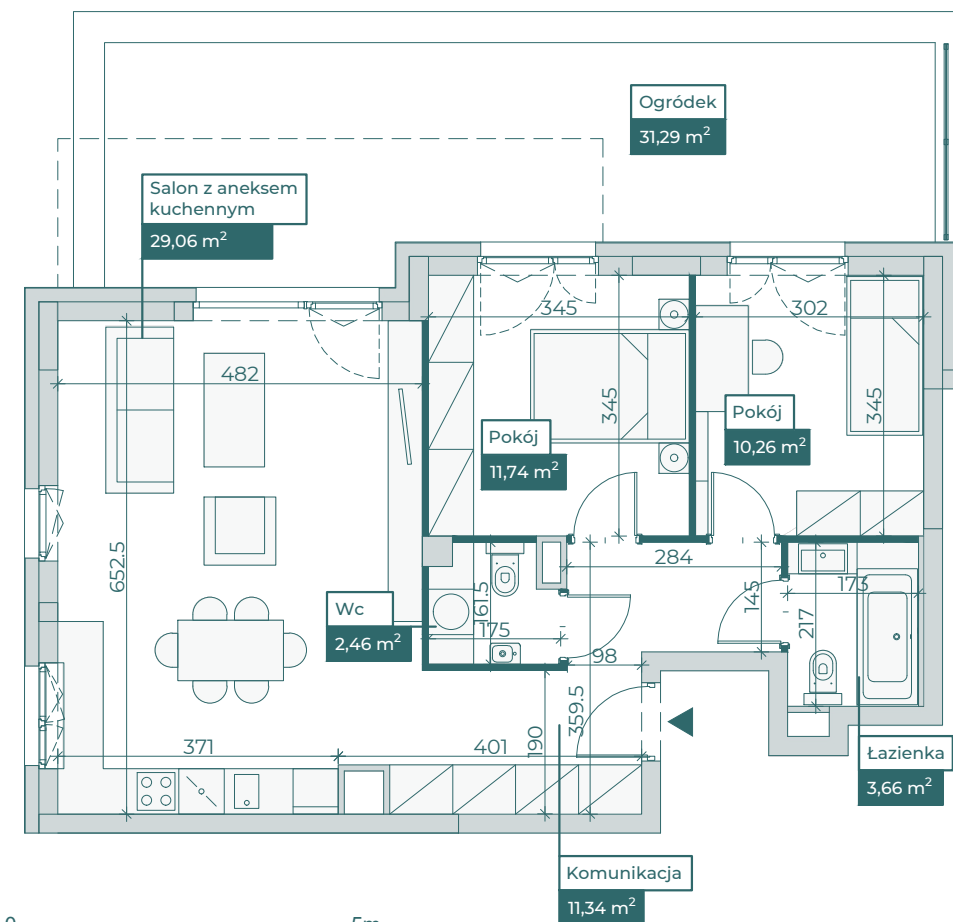 Ogródek
31,29 m²
Salon z aneksem
kuchennym
29,06 m²
345
302
482
345
345
Pokój
11,74 m²
Pokój
10,26 m²
652.5
284
161.5
145
173
Wc
2,46 m²
175
217
98
359.5
371
401
190
Łazienka
3,66 m²
Komunikacja
11,34 m²
0
5m